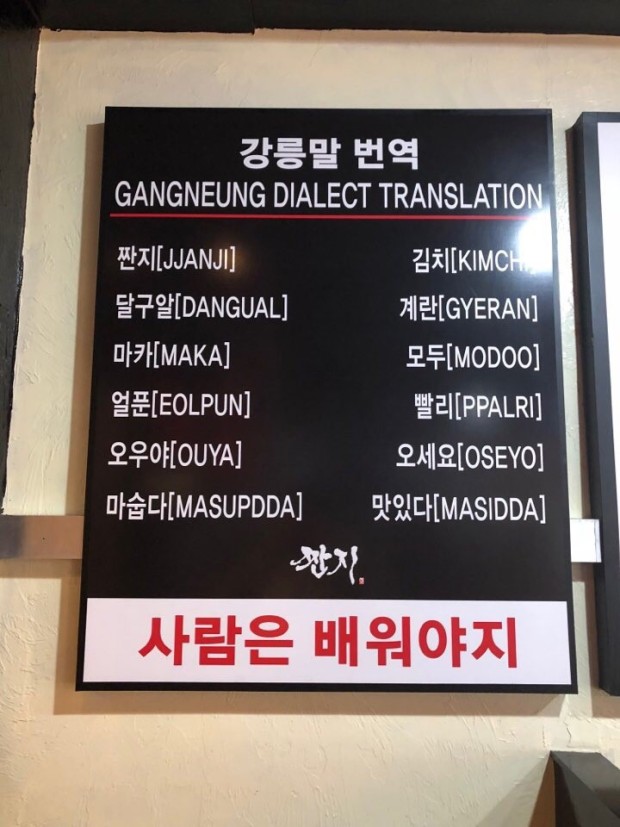 강릉말 번역
GANGNEUNG DIALECT TRANSLATION
짠지[JJANJI] 김치[KIMCHI]
달구알[DANGUAL] 계란[GYERAN]
마카[MAKA] 모두[MODOO]
얼푼[EOLPUN] 빨리[PPALRI]
오우야[OUYA] 오세요[OSEYO]
마숩다[MASUPDDA] 맛있다[MASIDDA]
짠지
사람은 배워야지